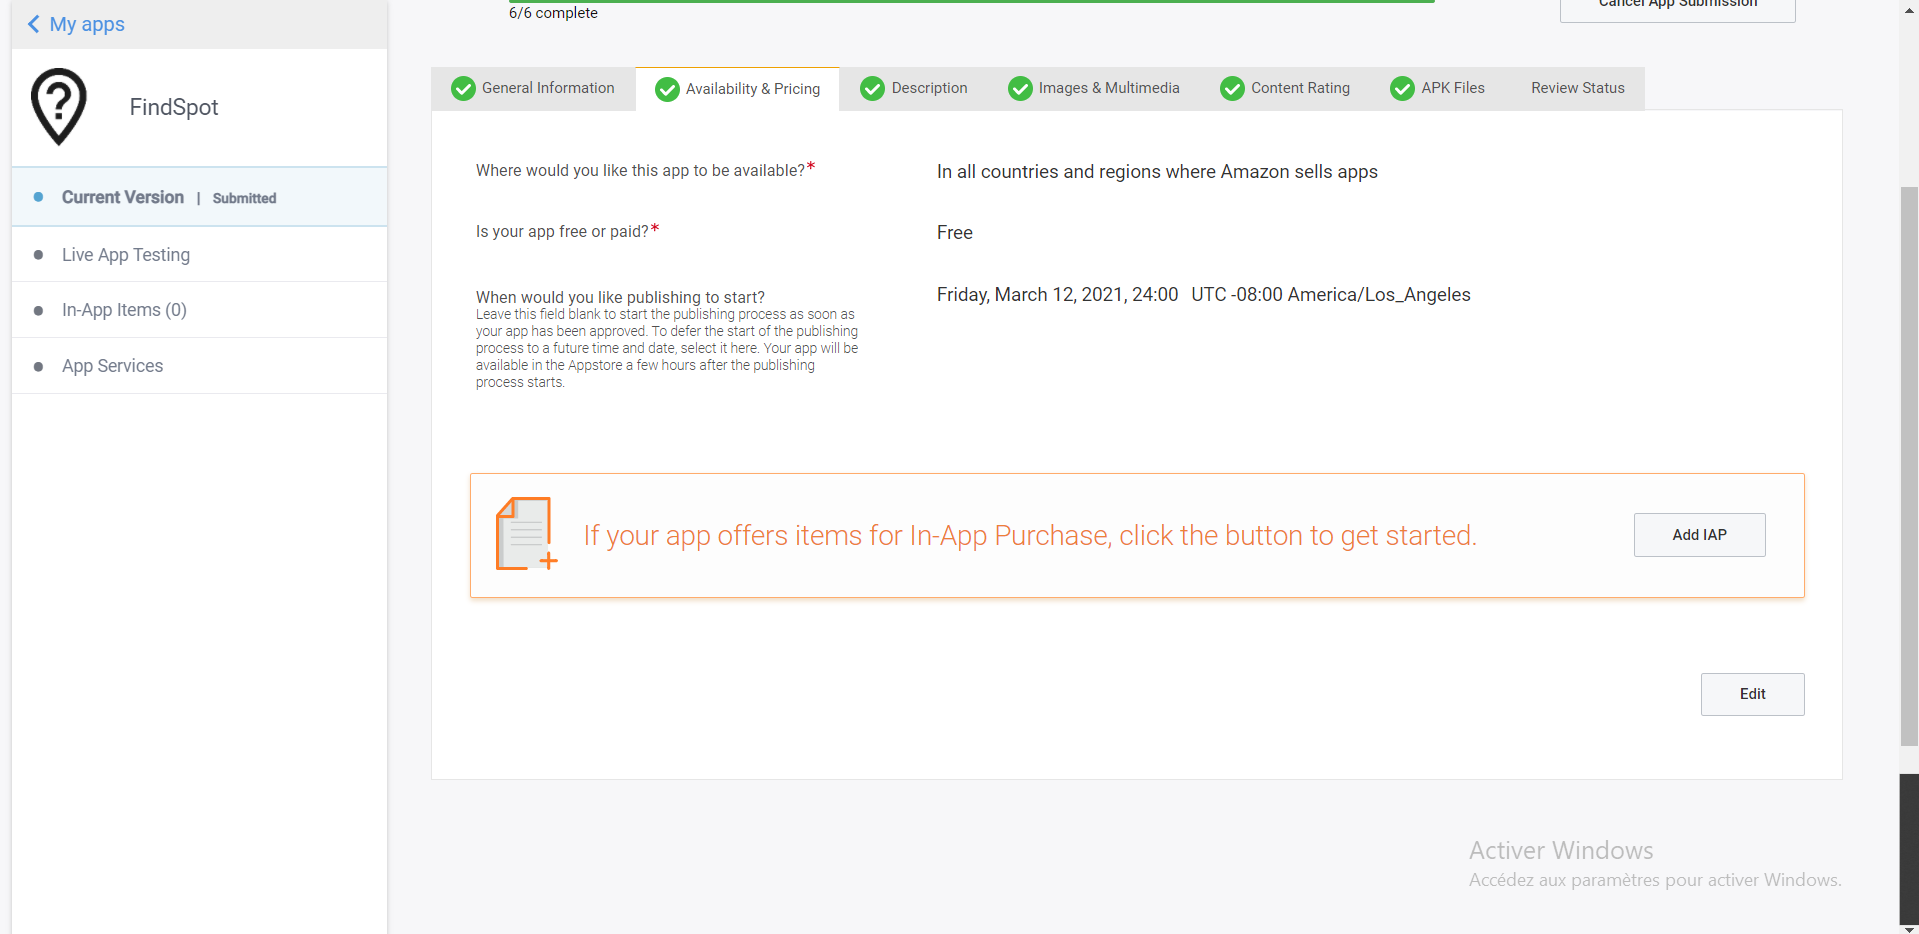 My apps
FindSpot
Current Version | Submitted
Live App Testing
In-App Items (0)
App Services
6/6 complete
Cancel App Submission
General Information
Availability & Pricing
Description
Images & Multimedia
Content Rating
APK Files
Review Status
Where would you like this app to be available?*
In all countries and regions where Amazon sells apps
Is your app free or paid?*
Free
When would you like publishing to start?
Leave this field blank to start the publishing process as soon as
your app has been approved. To defer the start of the publishing
process to a future time and date, select it here. Your app will be
available in the Appstore a few hours after the publishing
process starts.
Friday, March 12, 2021, 24:00 UTC -08:00 America/Los_Angeles
If your app offers items for In-App Purchase, click the button to get started.
Add IAP
Edit
Activer Windows
Accédez aux paramètres pour activer Windows.